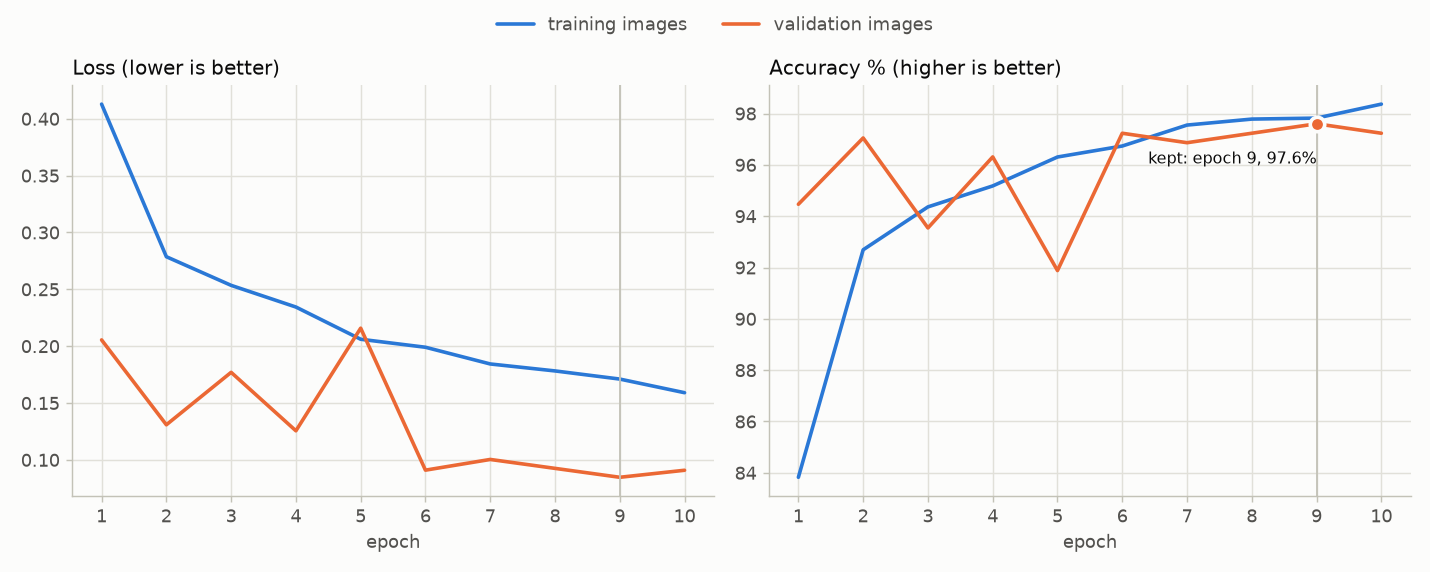 training images
validation images
Loss (lower is better)
0.40
0.35
0.30
0.25
0.20
0.15
0.10
1 2 3 4 5 6 7 8 9 10
epoch
Accuracy % (higher is better)
98
96
94
92
90
88
86
84
kept: epoch 9, 97.6%
1 2 3 4 5 6 7 8 9 10
epoch